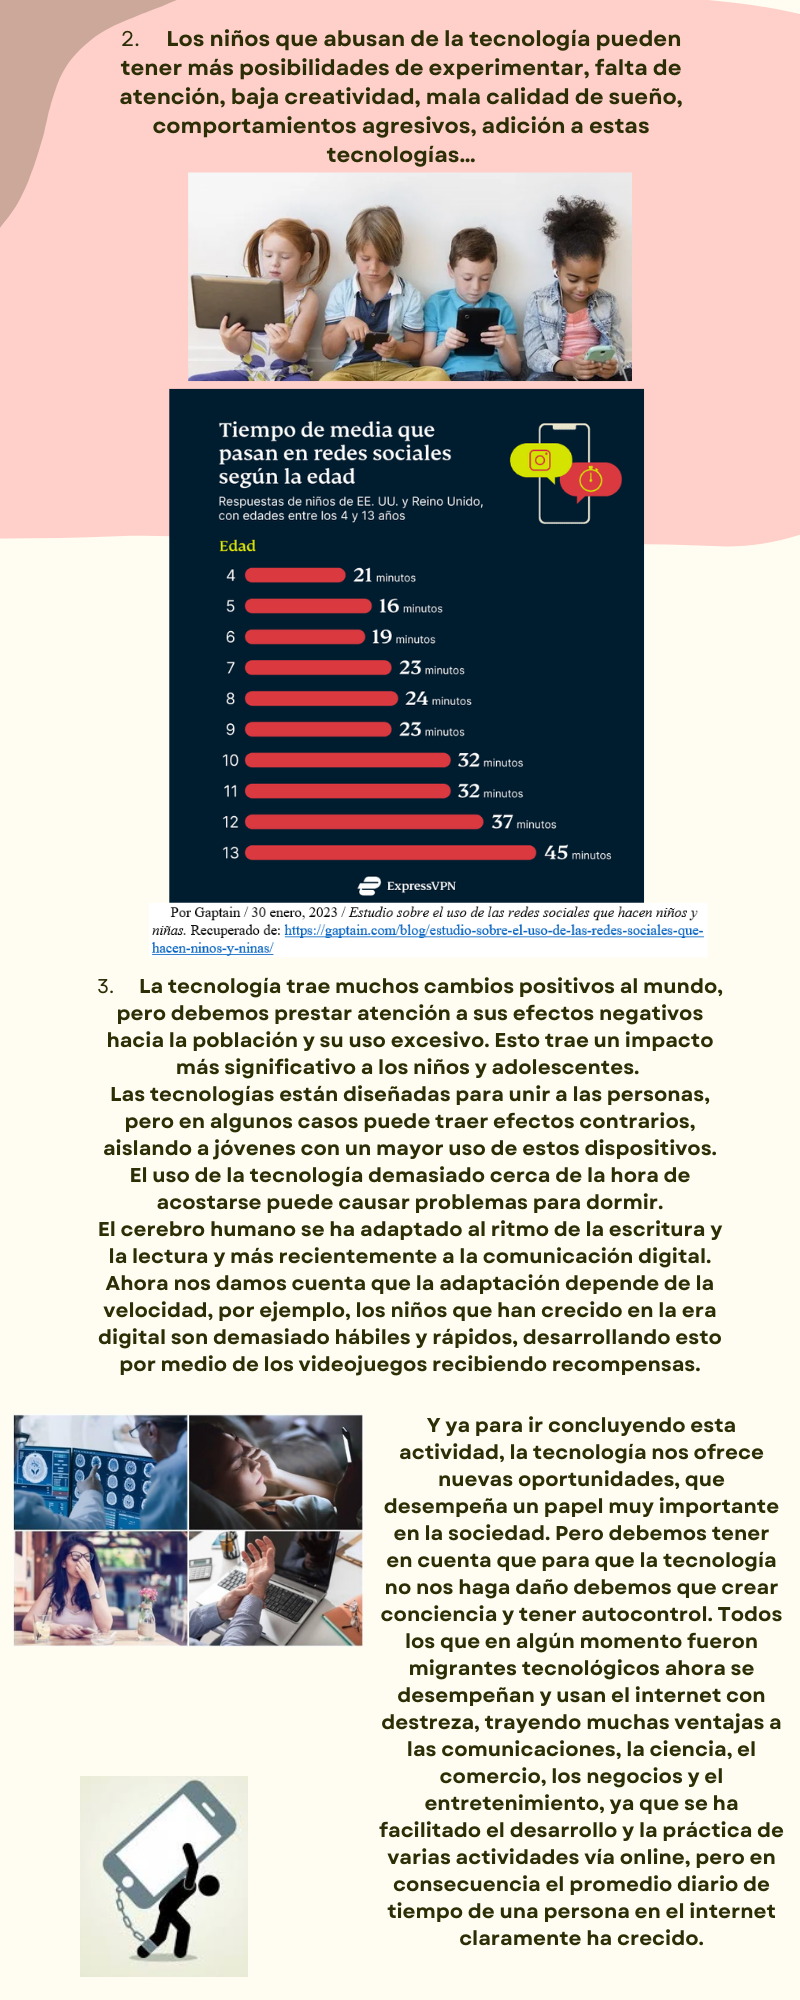 2. Los niños que abusan de la tecnología pueden
tener más posibilidades de experimentar, falta de
atención, baja creatividad, mala calidad de sueño,
comportamientos agresivos, adición a estas
tecnologías...
Tiempo de media que
pasan en redes sociales
según la edad
Respuestas de niños de EE. UU. y Reino Unido,
con edades entre los 4 y 13 años
Edad
4 21 minutos
5 16 minutos
6 19 minutos
7 23 minutos
8 24 minutos
9 23 minutos
10 32 minutos
11 32 minutos
12 37 minutos
13 45 minutos
ExpressVPN
Por Gaptain / 30 enero, 2023 / Estudio sobre el uso de las redes sociales que hacen niños y
niñas. Recuperado de: https://gaptain.com/blog/estudio-sobre-el-uso-de-las-redes-sociales-que-
hacen-ninos-y-ninas/
3. La tecnología trae muchos cambios positivos al mundo,
pero debemos prestar atención a sus efectos negativos
hacia la población y su uso excesivo. Esto trae un impacto
más significativo a los niños y adolescentes.
Las tecnologías están diseñadas para unir a las personas,
pero en algunos casos puede traer efectos contrarios,
aislando a jóvenes con un mayor uso de estos dispositivos.
El uso de la tecnología demasiado cerca de la hora de
acostarse puede causar problemas para dormir.
El cerebro humano se ha adaptado al ritmo de la escritura y
la lectura y más recientemente a la comunicación digital.
Ahora nos damos cuenta que la adaptación depende de la
velocidad, por ejemplo, los niños que han crecido en la era
digital son demasiado hábiles y rápidos, desarrollando esto
por medio de los videojuegos recibiendo recompensas.
Y ya para ir concluyendo esta
actividad, la tecnología nos ofrece
nuevas oportunidades, que
desempeña un papel muy importante
en la sociedad. Pero debemos tener
en cuenta que para que la tecnología
no nos haga daño debemos que crear
conciencia y tener autocontrol. Todos
los que en algún momento fueron
migrantes tecnológicos ahora se
desempeñan y usan el internet con
destreza, trayendo muchas ventajas a
las comunicaciones, la ciencia, el
comercio, los negocios y el
entretenimiento, ya que se ha
facilitado el desarrollo y la práctica de
varias actividades vía online, pero en
consecuencia el promedio diario de
tiempo de una persona en el internet
claramente ha crecido.